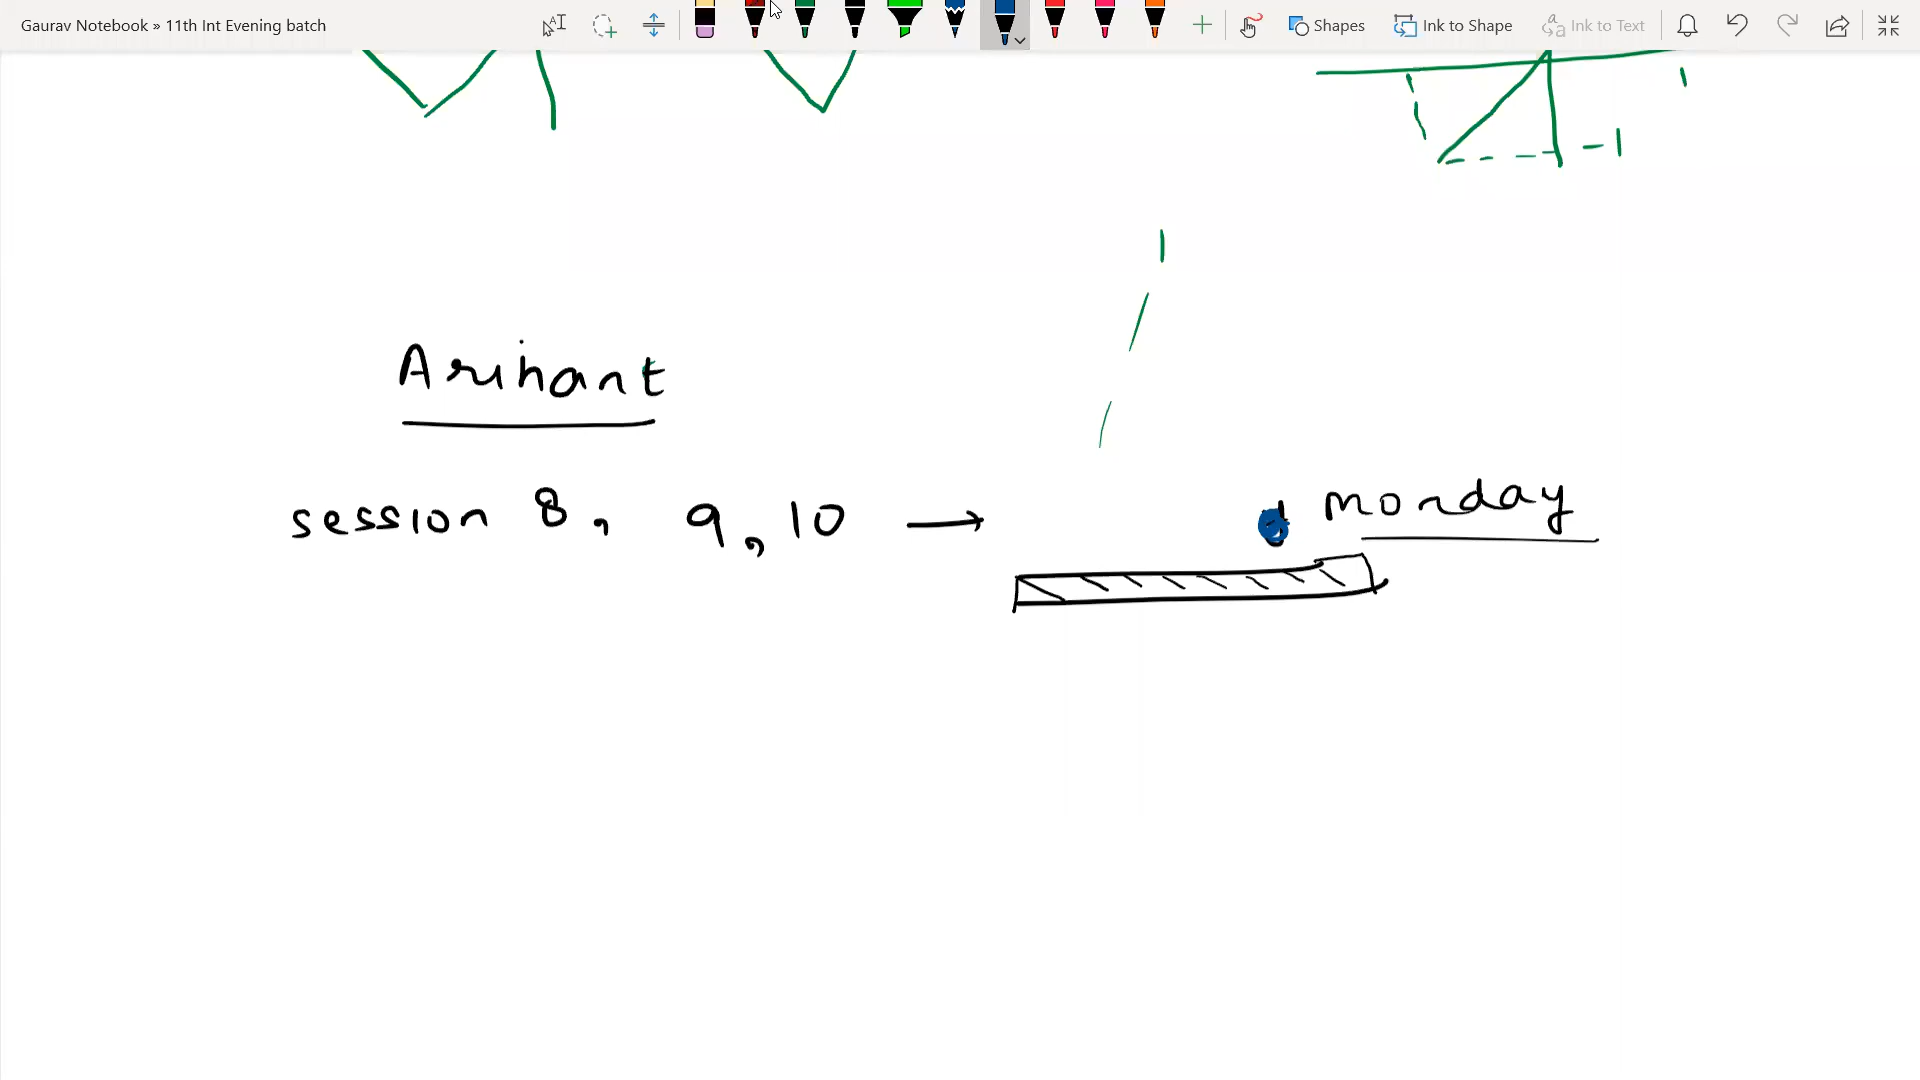 Gaurav Notebook » 11th Int Evening batch
Shapes
Ink to Shape
Ink to Text
-1
Arihant
session 8, 9, 10 → monday